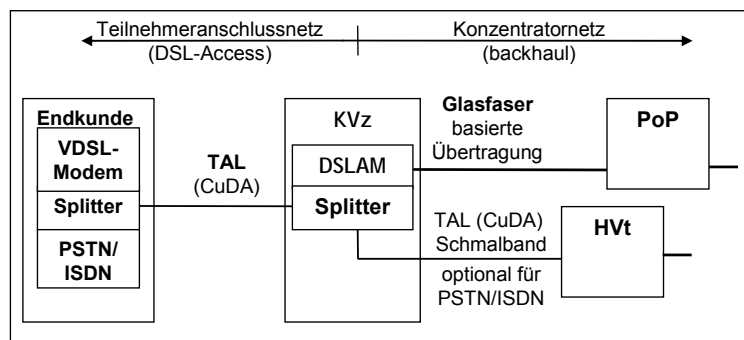 Teilnehmeranschlussnetz
(DSL-Access)
Konzentratornetz
(backhaul)
Endkunde
VDSL-
Modem
Splitter
PSTN/
ISDN
TAL
(CuDA)
KVz
DSLAM
Splitter
Glasfaser
basierte
Übertragung
PoP
TAL (CuDA)
Schmalband
optional für
PSTN/ISDN
HVt